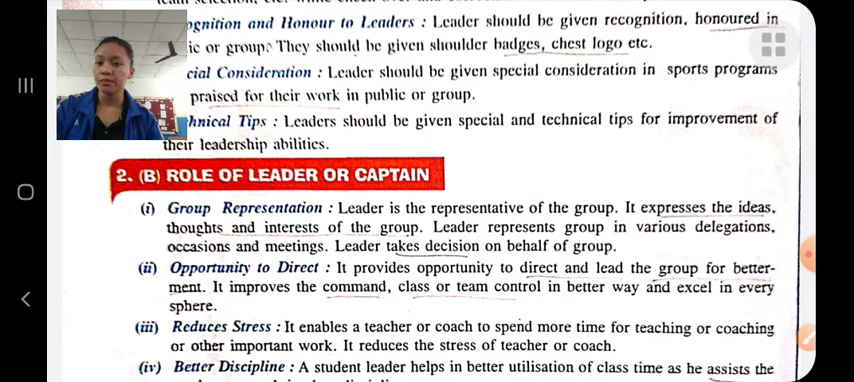 ognition and Honour to Leaders : Leader should be given recognition, honoured in
ic or group. They should be given shoulder badges, chest logo etc.
cial Consideration : Leader should be given special consideration in sports programs
praised for their work in public or group.
hnical Tips : Leaders should be given special and technical tips for improvement of
their leadership abilities.
2. (B) ROLE OF LEADER OR CAPTAIN
(i) Group Representation : Leader is the representative of the group. It expresses the ideas,
thoughts and interests of the group. Leader represents group in various delegations,
occasions and meetings. Leader takes decision on behalf of group.
(ii) Opportunity to Direct : It provides opportunity to direct and lead the group for better-
ment. It improves the command, class or team control in better way and excel in every
sphere.
(iii) Reduces Stress : It enables a teacher or coach to spend more time for teaching or coaching
or other important work. It reduces the stress of teacher or coach.
(iv) Better Discipline : A student leader helps in better utilisation of class time as he assists the